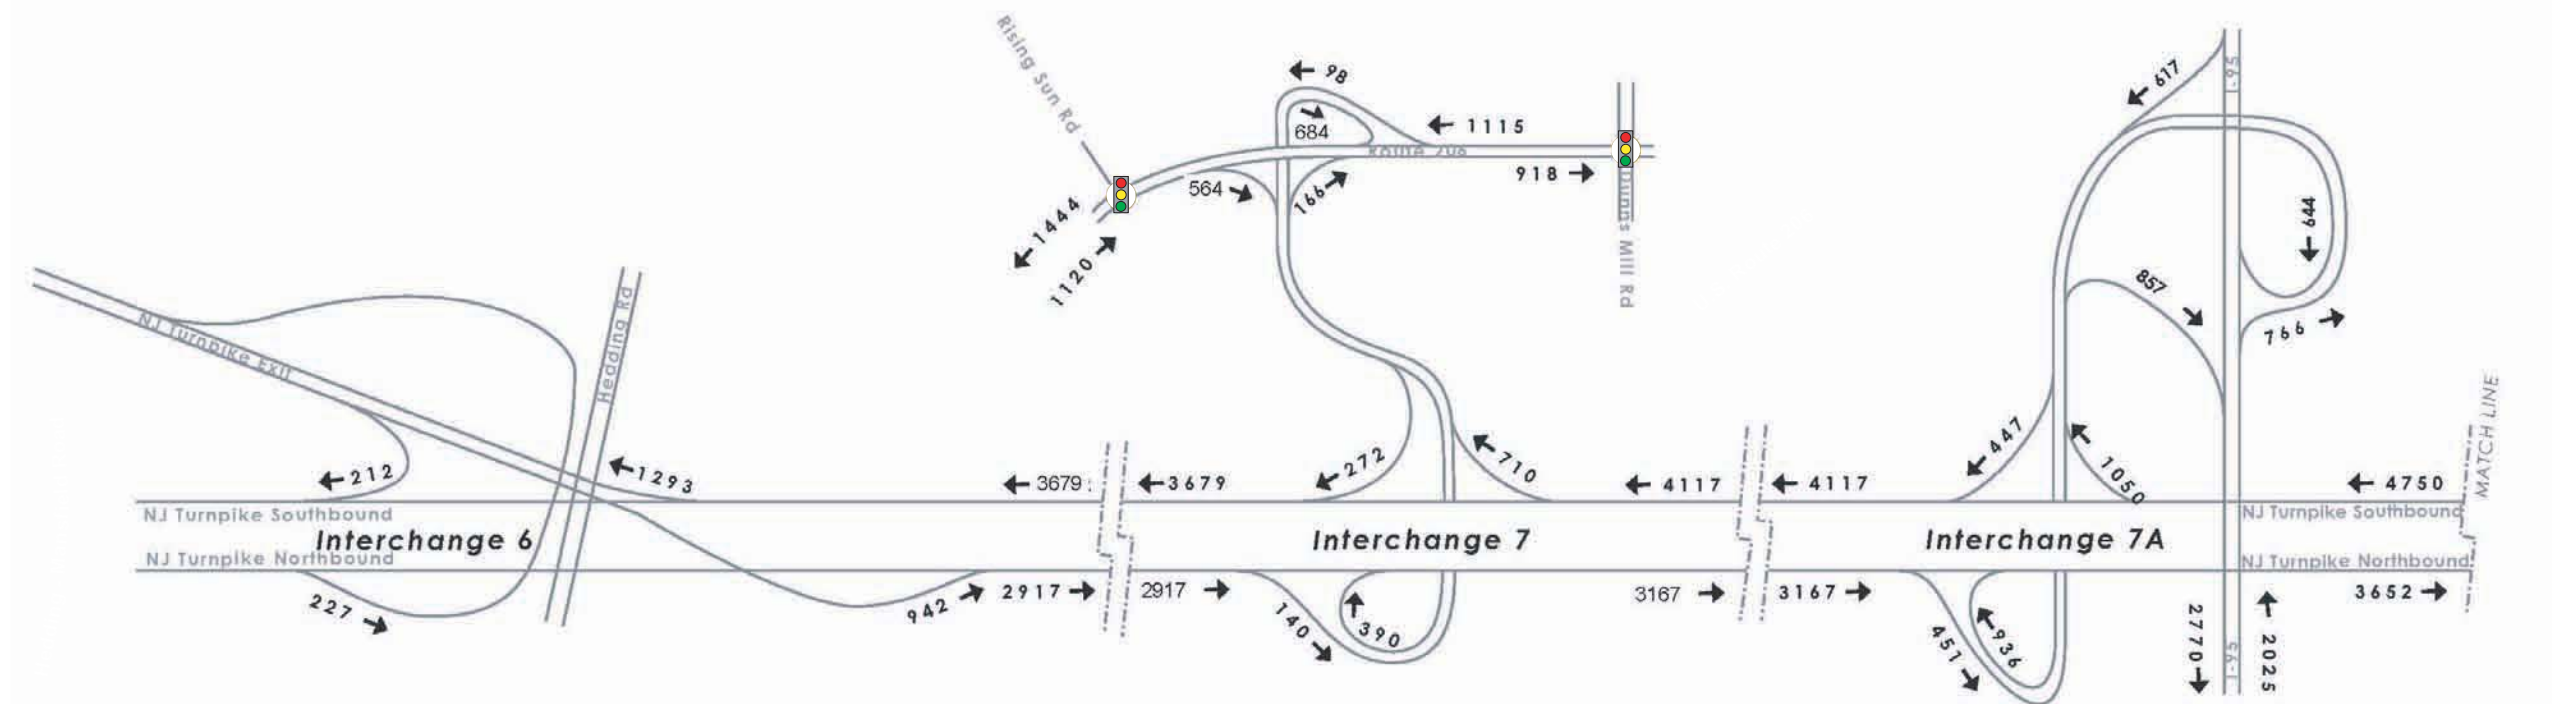 Rising Sun Rd
98
684
1115
Route 206
918
564
166
1444
1120
Mill Rd
617
I-95
644
857
766
MATCH LINE
NJ Turnpike Exit
Hedding Rd
212
1293
3679
3679
272
710
4117
4117
447
1050
4750
NJ Turnpike Southbound
NJ Turnpike Southbound
Interchange 6
Interchange 7
Interchange 7A
NJ Turnpike Northbound
NJ Turnpike Northbound
227
942
2917
2917
140
390
3167
3167
451
936
2770
I-95
2025
3652